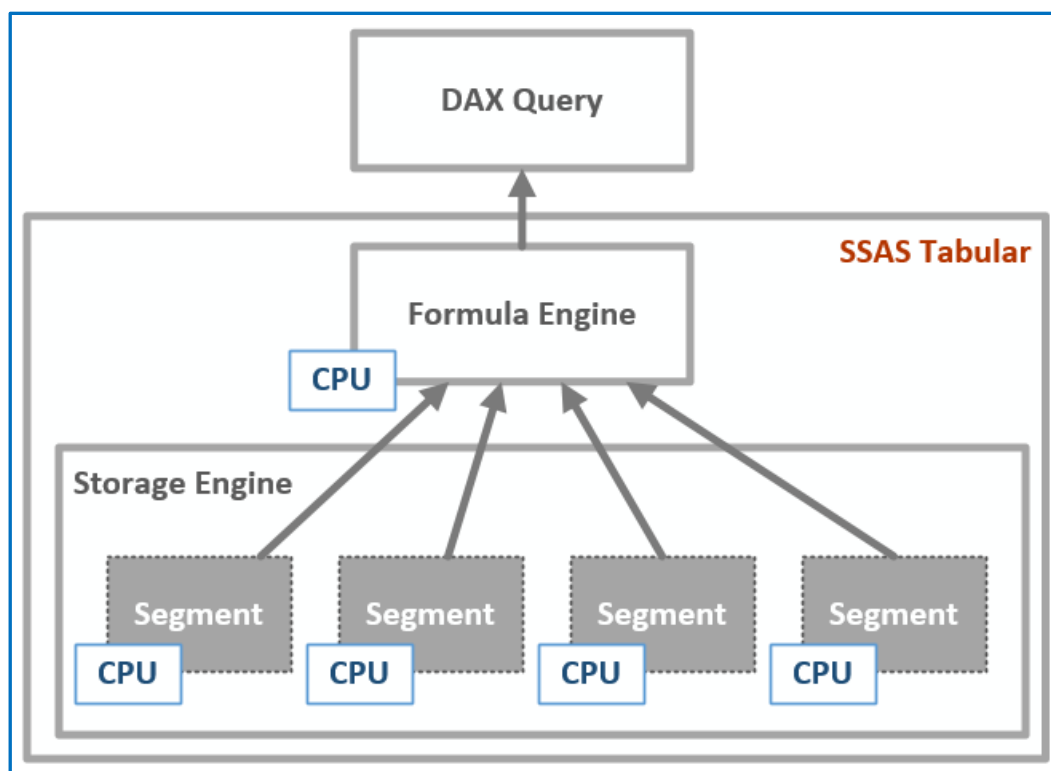 DAX Query
SSAS Tabular
Formula Engine
CPU
Storage Engine
Segment
Segment
Segment
Segment
CPU
CPU
CPU
CPU